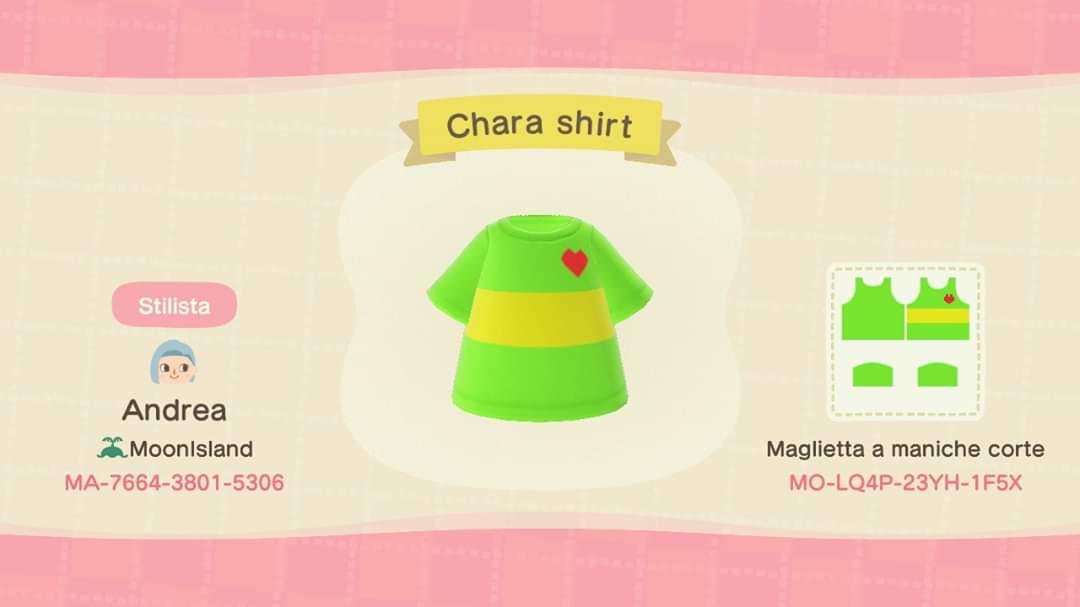 Chara shirt
Stilista
Andrea
MoonIsland
MA-7664-3801-5306
Maglietta a maniche corte
MO-LQ4P-23YH-1F5X